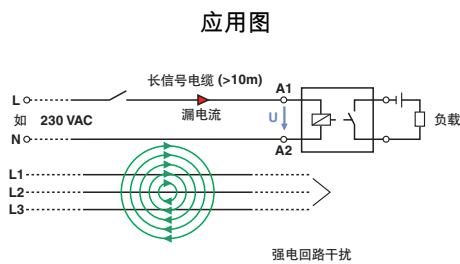 应用图
长信号电缆 (>10m)
A1
L
漏电流
U
如 230 VAC
负载
N
A2
L1
L2
L3
强电回路干扰